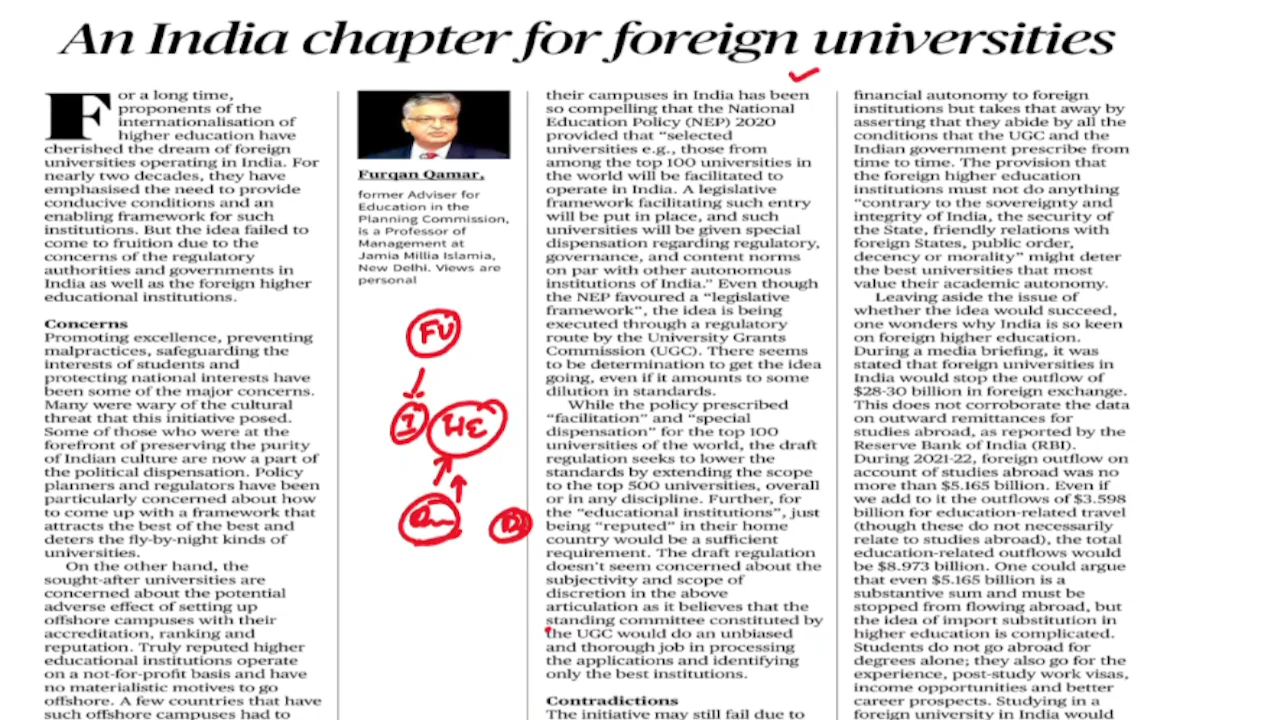 An India chapter for foreign universities
For a long time,
proponents of the
internationalisation of
higher education have
cherished the dream of foreign
universities operating in India. For
nearly two decades, they have
emphasised the need to provide
conducive conditions and an
enabling framework for such
institutions. But the idea failed to
come to fruition due to the
concerns of the regulatory
authorities and governments in
India as well as the foreign higher
educational institutions.
Concerns
Promoting excellence, preventing
malpractices, safeguarding the
interests of students and
protecting national interests have
been some of the major concerns.
Many were wary of the cultural
threat that this initiative posed.
Some of those who were at the
forefront of preserving the purity
of Indian culture are now a part of
the political dispensation. Policy
planners and regulators have been
particularly concerned about how
to come up with a framework that
attracts the best of the best and
deters the fly-by-night kinds of
universities.
On the other hand, the
sought-after universities are
concerned about the potential
adverse effect of setting up
offshore campuses with their
accreditation, ranking and
reputation. Truly reputed higher
educational institutions operate
on a not-for-profit basis and have
no materialistic motives to go
offshore. A few countries that have
such offshore campuses had to
Furqan Qamar,
former Adviser for
Education in the
Planning Commission,
is a Professor of
Management at
Jamia Millia Islamia,
New Delhi. Views are
personal
FU
I HE
their campuses in India has been
so compelling that the National
Education Policy (NEP) 2020
provided that “selected
universities e.g., those from
among the top 100 universities in
the world will be facilitated to
operate in India. A legislative
framework facilitating such entry
will be put in place, and such
universities will be given special
dispensation regarding regulatory,
governance, and content norms
on par with other autonomous
institutions of India.” Even though
the NEP favoured a “legislative
framework”, the idea is being
executed through a regulatory
route by the University Grants
Commission (UGC). There seems
to be determination to get the idea
going, even if it amounts to some
dilution in standards.
While the policy prescribed
“facilitation” and “special
dispensation” for the top 100
universities of the world, the draft
regulation seeks to lower the
standards by extending the scope
to the top 500 universities, overall
or in any discipline. Further, for
the “educational institutions”, just
being “reputed” in their home
country would be a sufficient
requirement. The draft regulation
doesn’t seem concerned about the
subjectivity and scope of
discretion in the above
articulation as it believes that the
standing committee constituted by
the UGC would do an unbiased
and thorough job in processing
the applications and identifying
only the best institutions.
Contradictions
The initiative may still fail due to
financial autonomy to foreign
institutions but takes that away by
asserting that they abide by all the
conditions that the UGC and the
Indian government prescribe from
time to time. The provision that
the foreign higher education
institutions must not do anything
“contrary to the sovereignty and
integrity of India, the security of
the State, friendly relations with
foreign States, public order,
decency or morality” might deter
the best universities that most
value their academic autonomy.
Leaving aside the issue of
whether the idea would succeed,
one wonders why India is so keen
on foreign higher education.
During a media briefing, it was
stated that foreign universities in
India would stop the outflow of
$28-30 billion in foreign exchange.
This does not corroborate the data
on outward remittances for
studies abroad, as reported by the
Reserve Bank of India (RBI).
During 2021-22, foreign outflow on
account of studies abroad was no
more than $5.165 billion. Even if
we add to it the outflows of $3.598
billion for education-related travel
(though these do not necessarily
relate to studies abroad), the total
education-related outflows would
be $8.973 billion. One could argue
that even $5.165 billion is a
substantive sum and must be
stopped from flowing abroad, but
the idea of import substitution in
higher education is complicated.
Students do not go abroad for
degrees alone; they also go for the
experience, post-study work visas,
income opportunities and better
career prospects. Studying in a
foreign university in India would